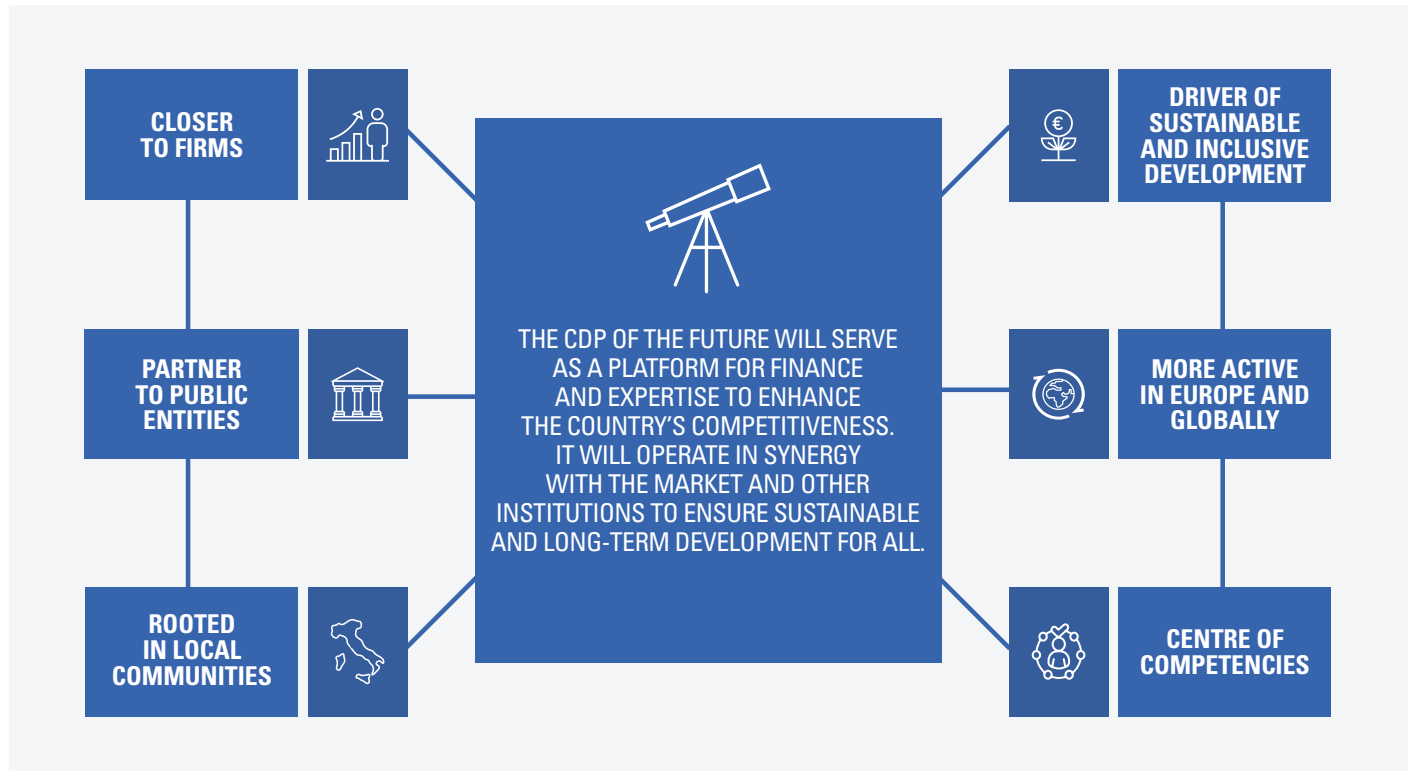 CLOSER
TO FIRMS
PARTNER
TO PUBLIC
ENTITIES
ROOTED
IN LOCAL
COMMUNITIES
THE CDP OF THE FUTURE WILL SERVE
AS A PLATFORM FOR FINANCE
AND EXPERTISE TO ENHANCE
THE COUNTRY'S COMPETITIVENESS.
IT WILL OPERATE IN SYNERGY
WITH THE MARKET AND OTHER
INSTITUTIONS TO ENSURE SUSTAINABLE
AND LONG-TERM DEVELOPMENT FOR ALL.
€
DRIVER OF
SUSTAINABLE
AND INCLUSIVE
DEVELOPMENT
MORE ACTIVE
IN EUROPE AND
GLOBALLY
CENTRE OF
COMPETENCIES